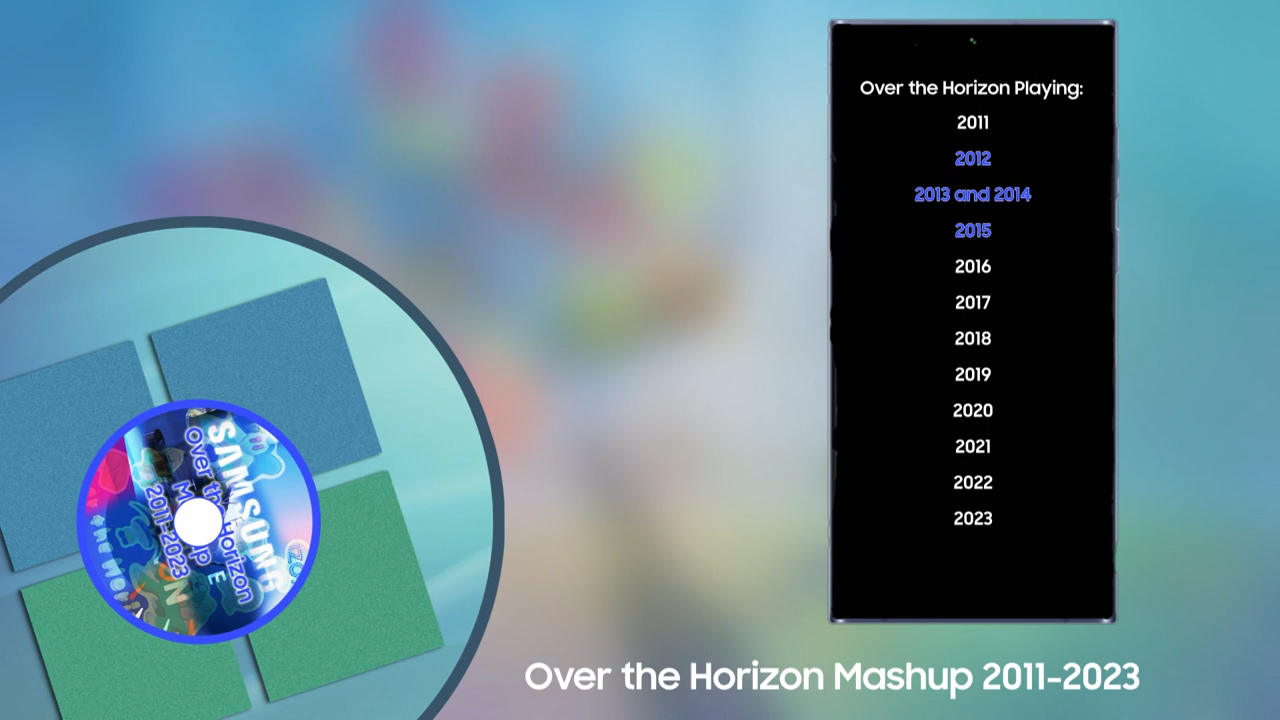 Over the Horizon Playing:
2011
2012
2013 and 2014
2015
2016
2017
2018
2019
2020
2021
2022
2023
SAMSUNG
Over the Horizon
2011-2023
Over the Horizon Mashup 2011-2023